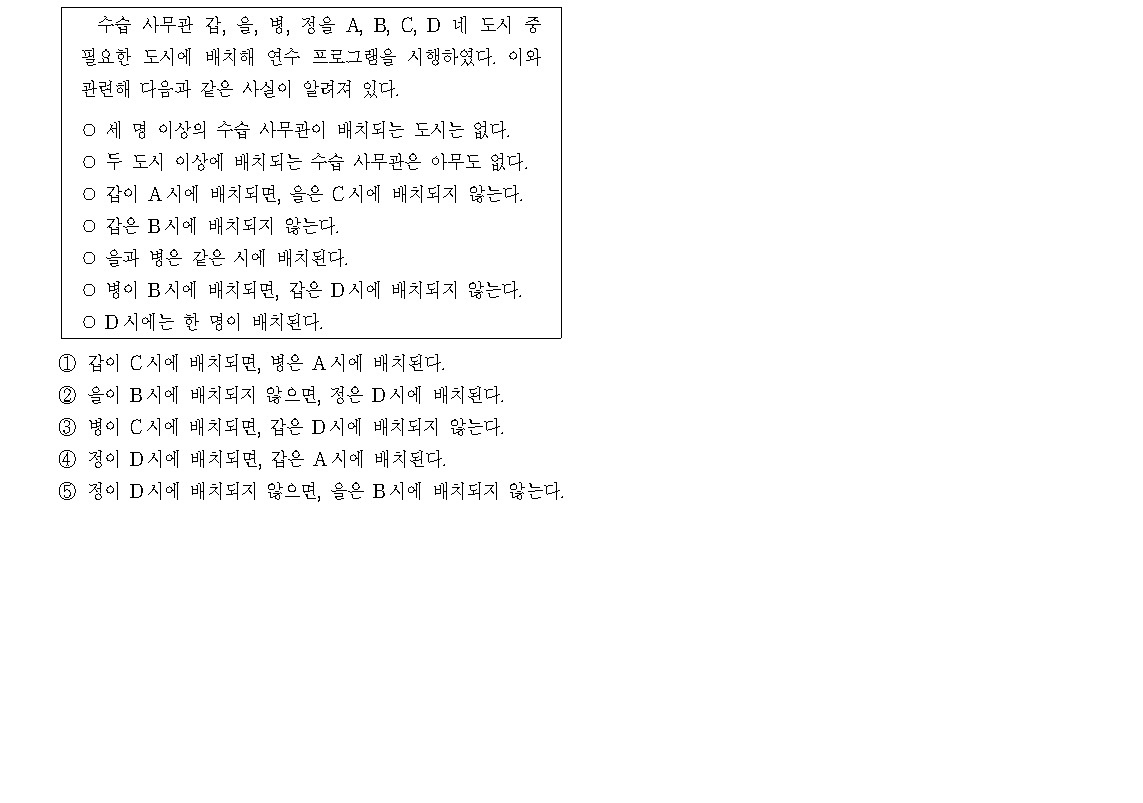 수습 사무관 갑, 을, 병, 정을 A, B, C, D 네 도시 중
필요한 도시에 배치해 연수 프로그램을 시행하였다. 이와
관련해 다음과 같은 사실이 알려져 있다.
○ 세 명 이상의 수습 사무관이 배치되는 도시는 없다.
○ 두 도시 이상에 배치되는 수습 사무관은 아무도 없다.
○ 갑이 A시에 배치되면, 을은 C시에 배치되지 않는다.
○ 갑은 B시에 배치되지 않는다.
○ 을과 병은 같은 시에 배치된다.
○ 병이 B시에 배치되면, 갑은 D시에 배치되지 않는다.
○ D시에는 한 명이 배치된다.
① 갑이 C시에 배치되면, 병은 A시에 배치된다.
② 을이 B시에 배치되지 않으면, 정은 D시에 배치된다.
③ 병이 C시에 배치되면, 갑은 D시에 배치되지 않는다.
④ 정이 D시에 배치되면, 갑은 A시에 배치된다.
⑤ 정이 D시에 배치되지 않으면, 을은 B시에 배치되지 않는다.